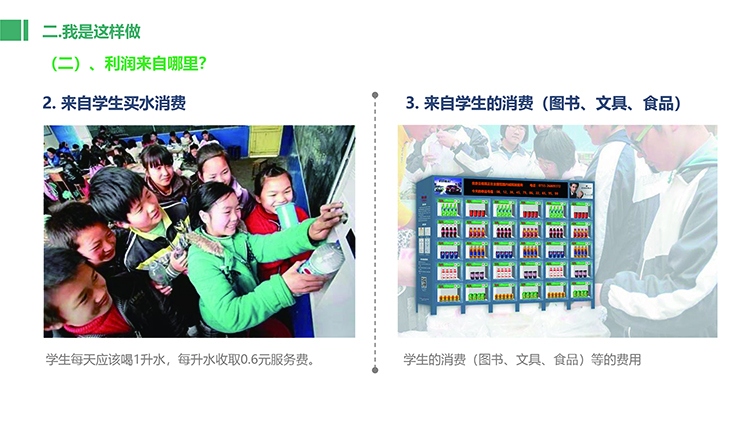 二.我是这样做
（二）、利润来自哪里?
2. 来自学生买水消费
学生每天应该喝1升水，每升水收取0.6元服务费。
3. 来自学生的消费（图书、文具、食品）
学生的消费（图书、文具、食品）等的费用